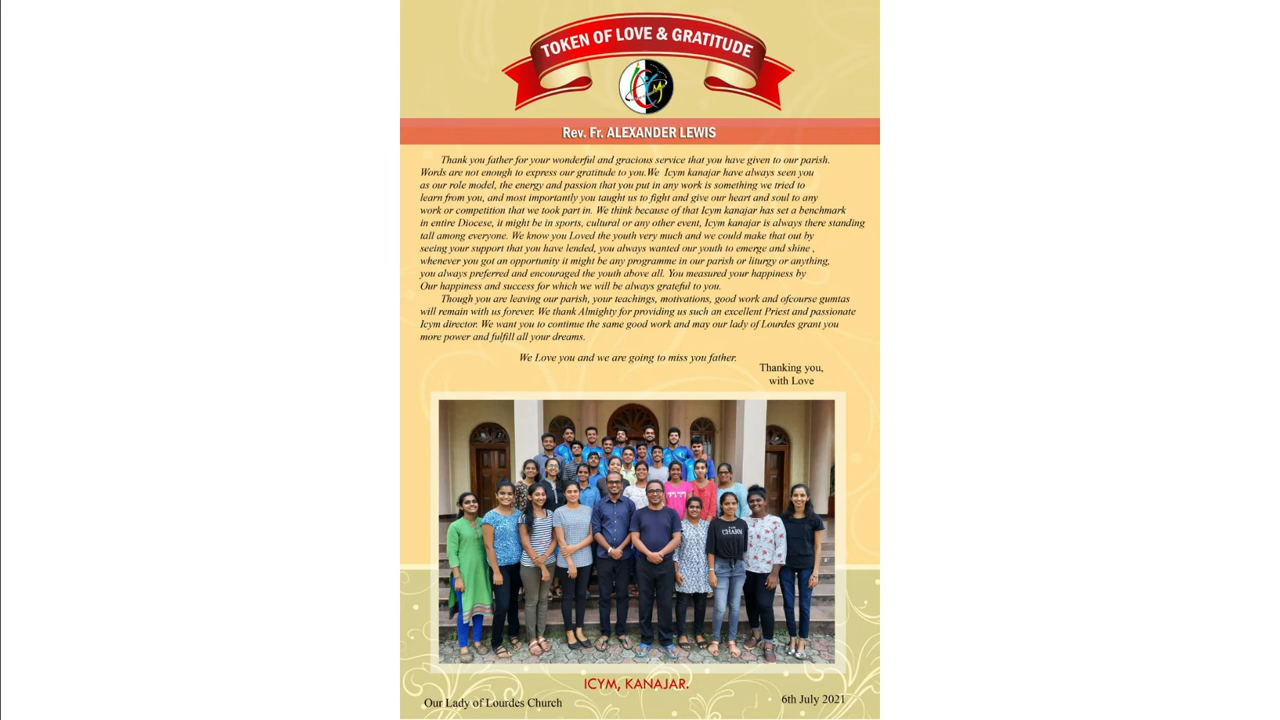 TOKEN OF LOVE & GRATITUDE
Rev. Fr. ALEXANDER LEWIS
Thank you father for your wonderful and gracious service that you have given to our parish.
Words are not enough to express our gratitude to you.We Icym kanajar have always seen you
as our role model, the energy and passion that you put in any work is something we tried to
learn from you, and most importantly you taught us to fight and give our heart and soul to any
work or competition that we took part in. We think because of that Icym kanajar has set a benchmark
in entire Diocese, it might be in sports, cultural or any other event, Icym kanajar is always there standing
tall among everyone. We know you Loved the youth very much and we could make that out by
seeing your support that you have lended, you always wanted our youth to emerge and shine ,
whenever you got an opportunity it might be any programme in our parish or liturgy or anything,
you always preferred and encouraged the youth above all. You measured your happiness by
Our happiness and success for which we will be always grateful to you.
Though you are leaving our parish, your teachings, motivations, good work and ofcourse gumtas
will remain with us forever. We thank Almighty for providing us such an excellent Priest and passionate
Icym director. We want you to continue the same good work and may our lady of Lourdes grant you
more power and fulfill all your dreams.
We Love you and we are going to miss you father.
Thanking you,
with Love
CHARM
ICYM, KANAJAR.
Our Lady of Lourdes Church
6th July 2021